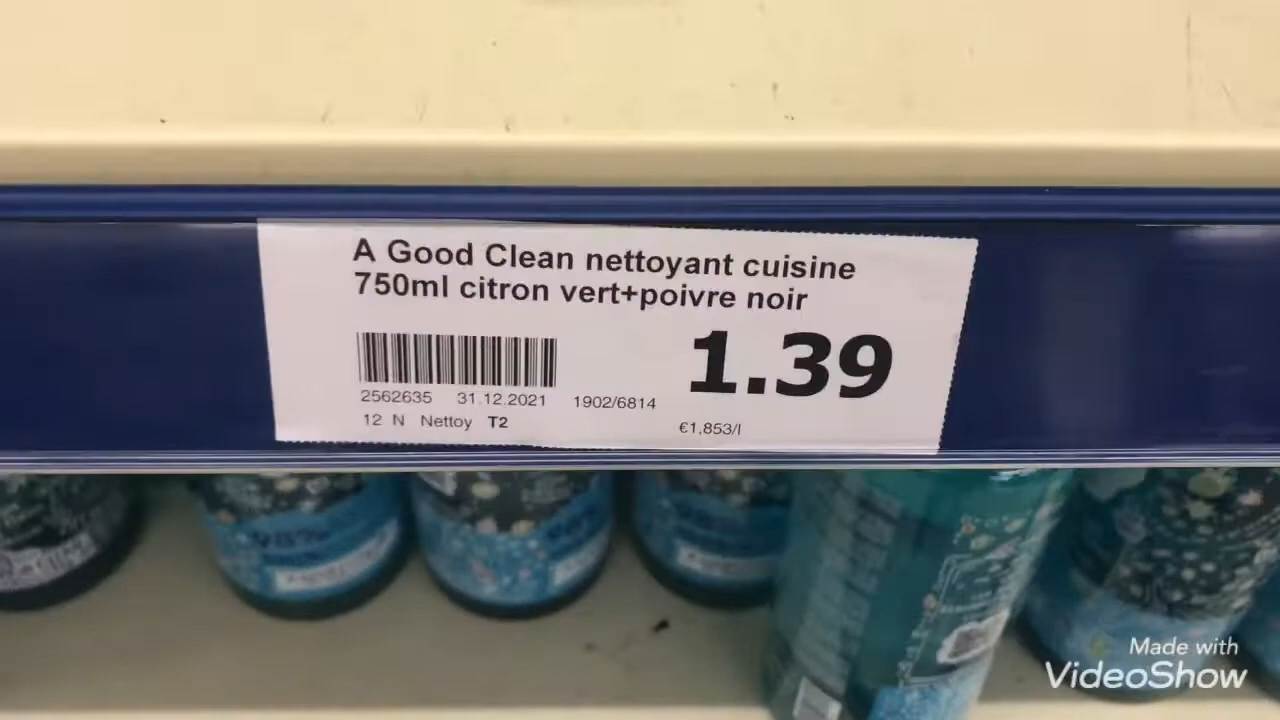 A Good Clean nettoyant cuisine
750ml citron vert+poivre noir
1.39
2562635 31.12.2021 1902/6814
12 N Nettoy T2
€1,853/l
Made with
VideoShow